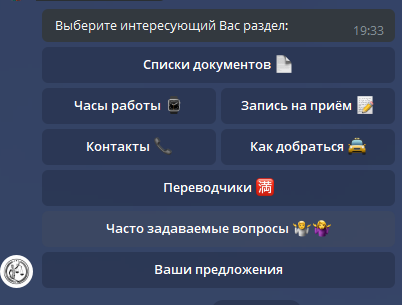 Выберите интересующий Вас раздел:
19:33
Списки документов 📄
Часы работы ⌚ Запись на приём 📝
Контакты 📞 Как добраться 🚖
Переводчики 🈵
Часто задаваемые вопросы 🤷‍♂️🤷‍♀️
Ваши предложения